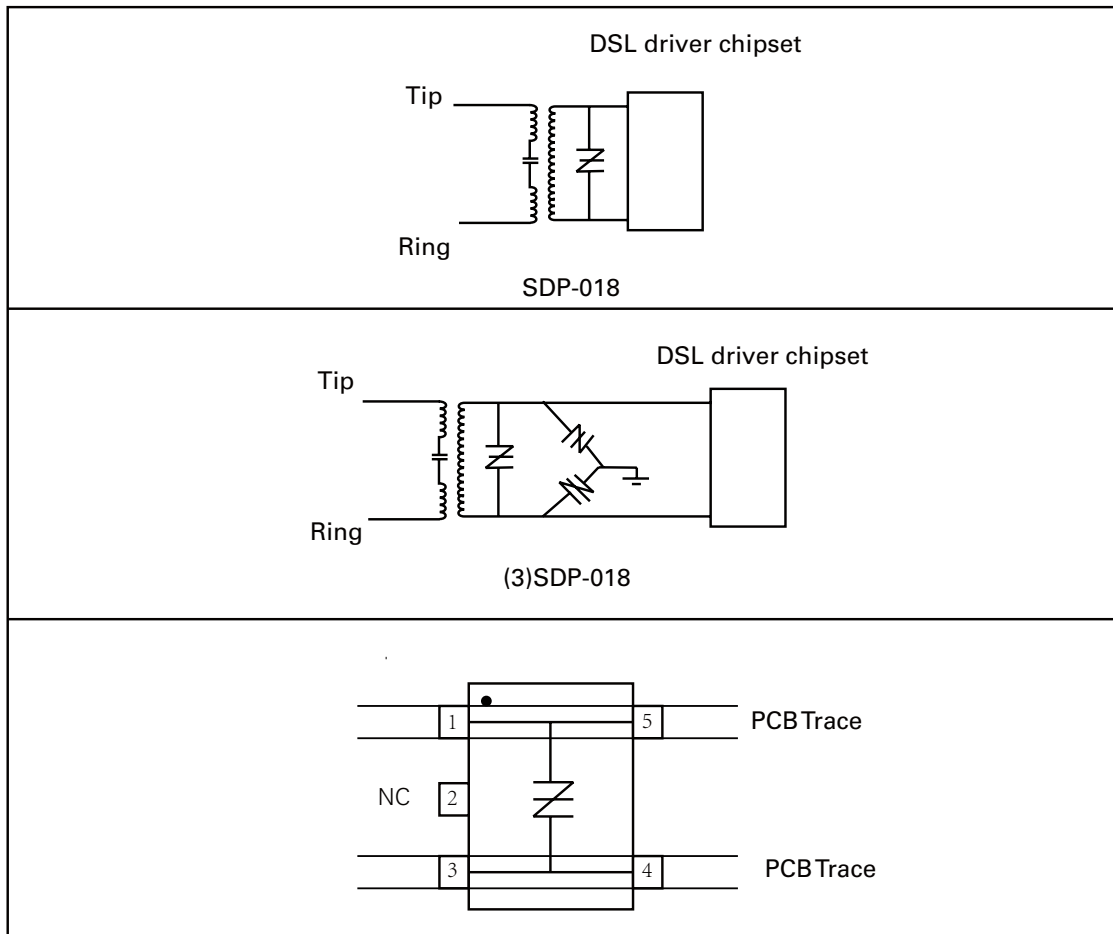 DSL driver chipset
Tip
Ring
SDP-018
DSL driver chipset
Tip
Ring
(3)SDP-018
1
5
PCB Trace
NC
2
3
4
PCB Trace